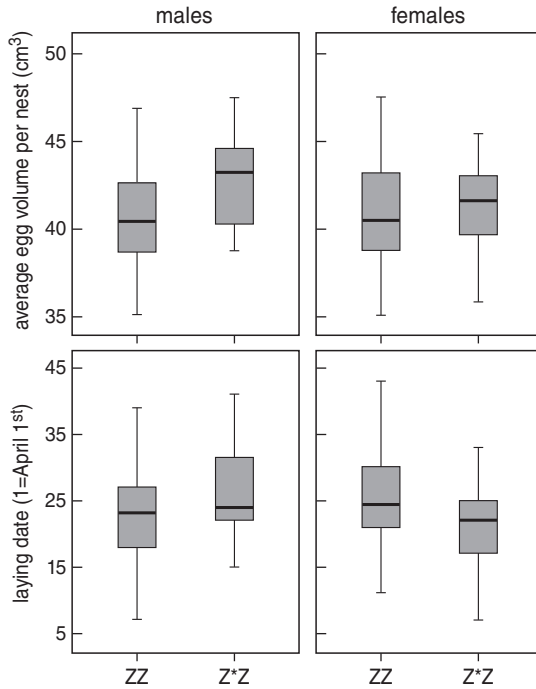 males
females
average egg volume per nest (cm³)
50
45
40
35
laying date (1=April 1ˢᵗ)
45
35
25
15
5
ZZ
Z*Z
ZZ
Z*Z